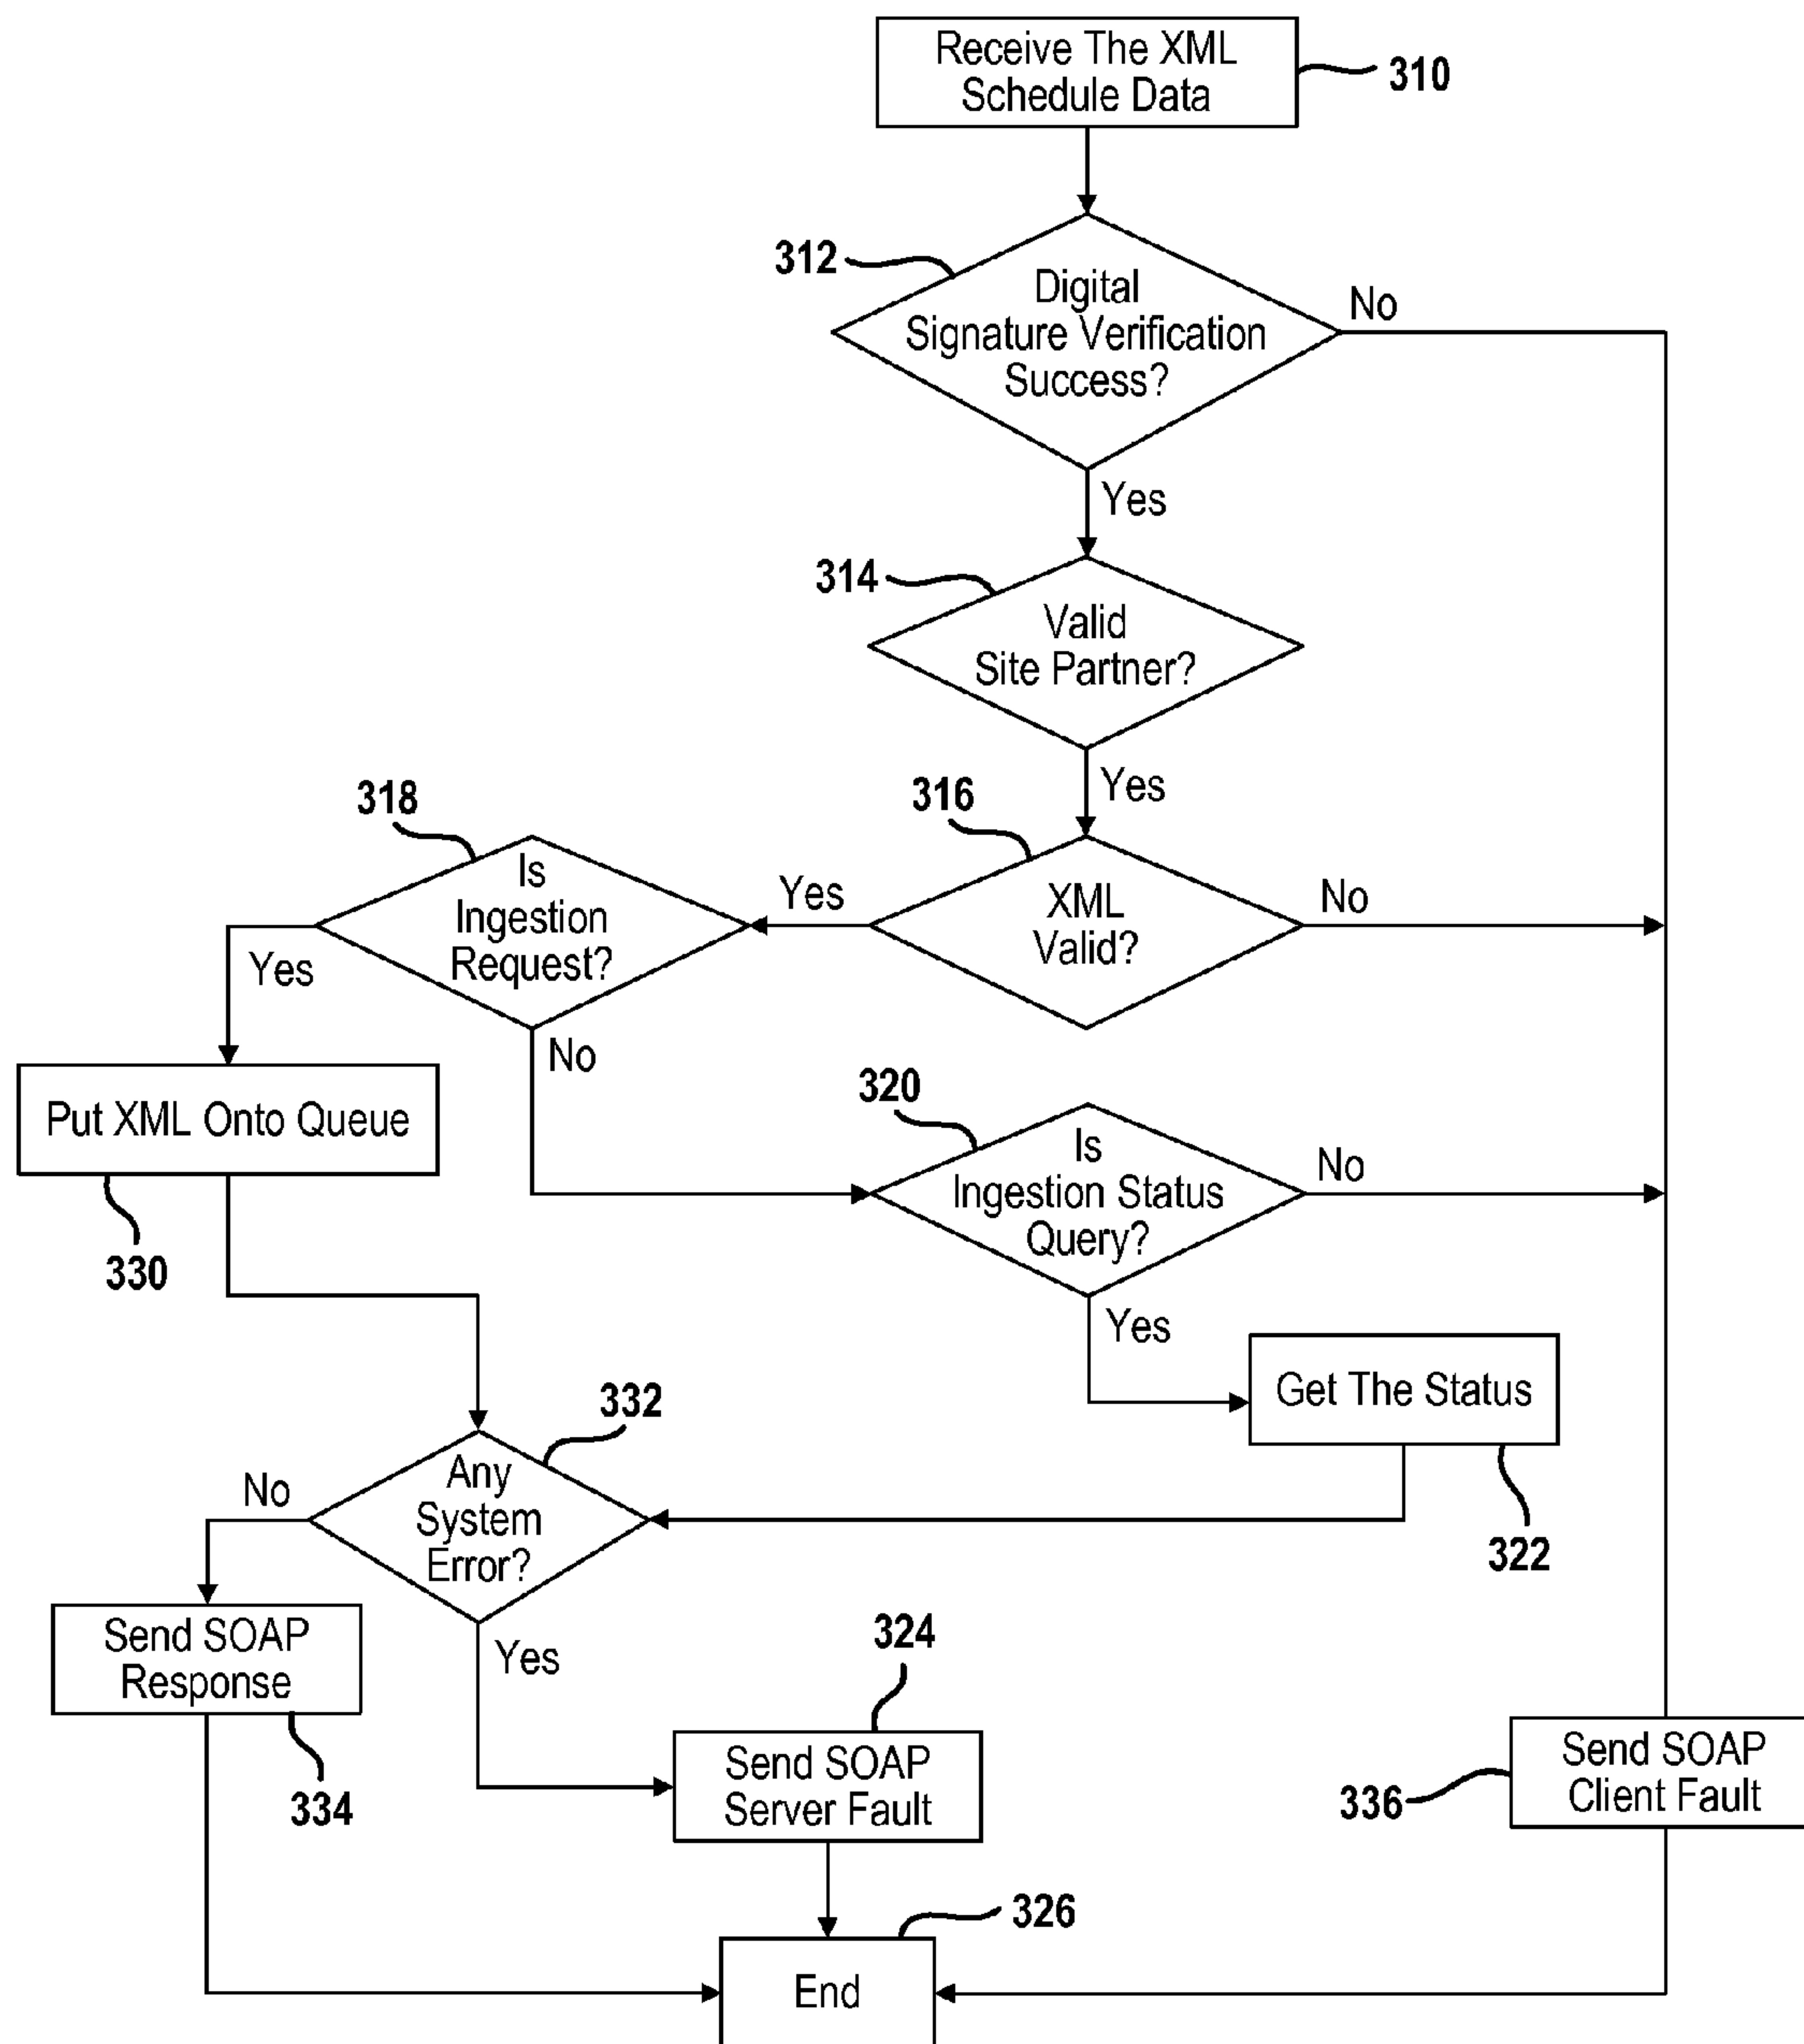 Receive The XML
Schedule Data
310
312
Digital
Signature Verification
Success?
No
Yes
314
Valid
Site Partner?
Yes
318
316
Is
Ingestion
Request?
Yes
XML
Valid?
No
Yes
No
Put XML Onto Queue
330
320
Is
Ingestion Status
Query?
No
Yes
Get The Status
322
332
Any
System
Error?
No
Yes
Send SOAP
Response
334
324
Send SOAP
Server Fault
Send SOAP
Client Fault
336
326
End